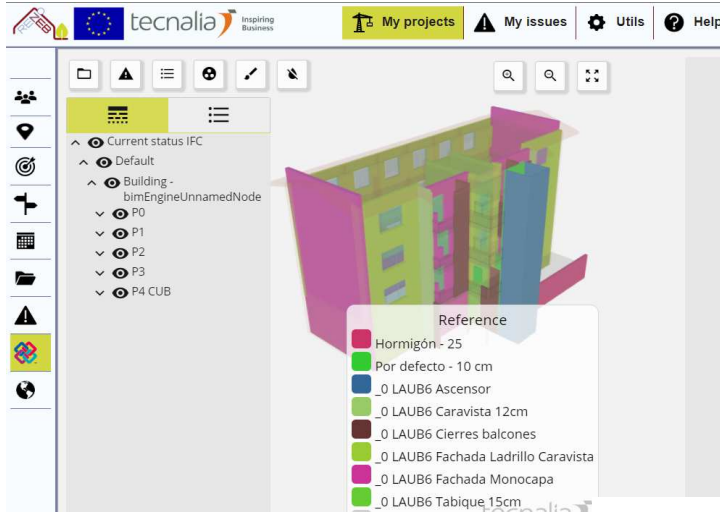 REZEB
tecnalia Inspiring Business
My projects
My issues
Utils
Help
Current status IFC
Default
Building -
bimEngineUnnamedNode
P0
P1
P2
P3
P4 CUB
Reference
Hormigón - 25
Por defecto - 10 cm
_0 LAUB6 Ascensor
_0 LAUB6 Caravista 12cm
_0 LAUB6 Cierres balcones
_0 LAUB6 Fachada Ladrillo Caravista
_0 LAUB6 Fachada Monocapa
_0 LAUB6 Tabique 15cm
tecnalia